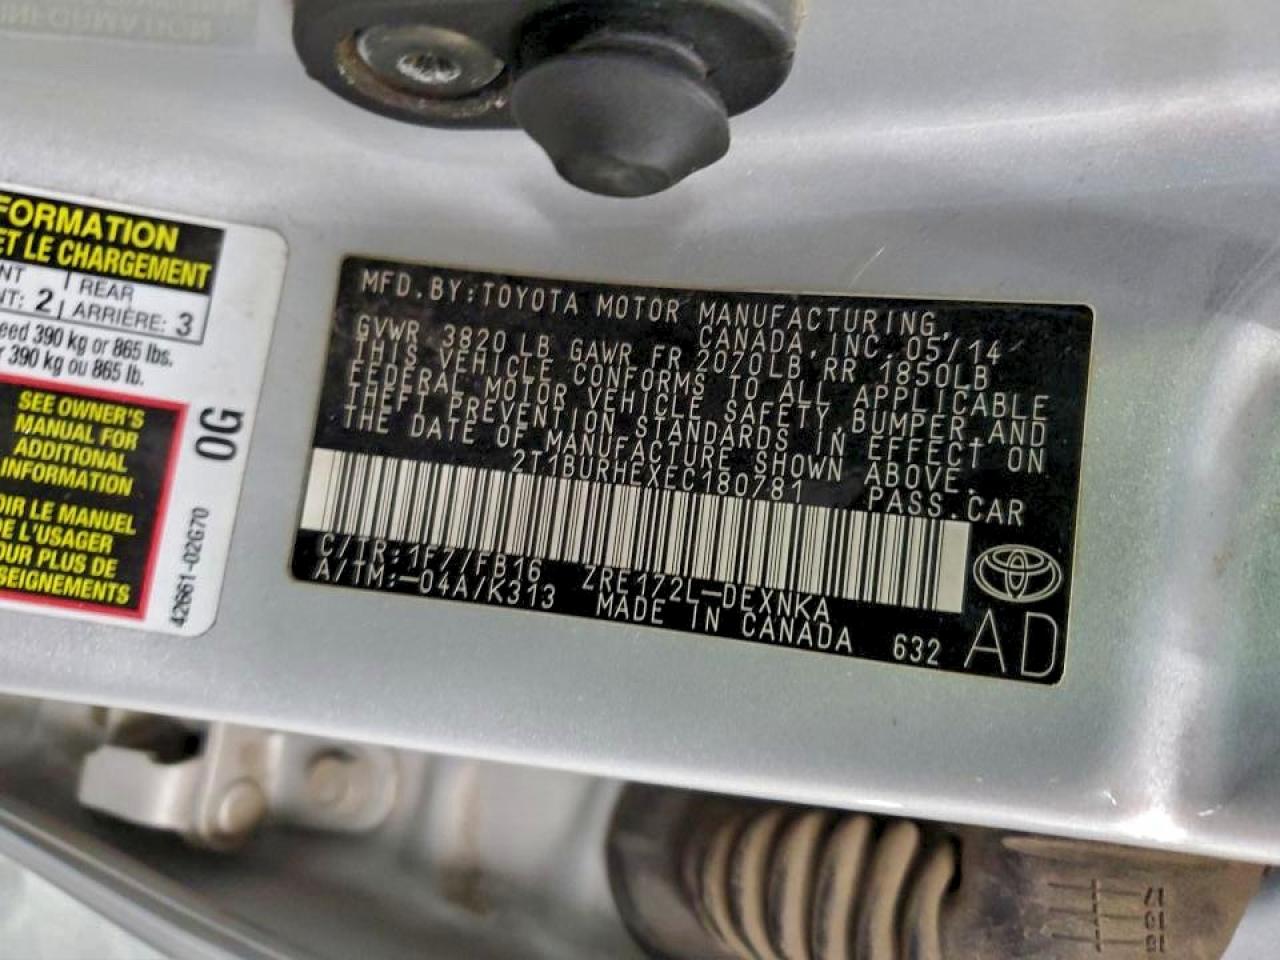 INFORMATION
FORMATION
ET LE CHARGEMENT
NT | REAR
NT: 2 | ARRIÈRE: 3
eed 390 kg or 865 lbs.
r 390 kg ou 865 lb.
SEE OWNER'S
MANUAL FOR
ADDITIONAL
INFORMATION
OIR LE MANUEL
DE L'USAGER
OUR PLUS DE
SEIGNEMENTS
0G
42661-02G70
MFD.BY:TOYOTA MOTOR MANUFACTURING,
CANADA,INC.05/14
GVWR 3820 LB GAWR FR 2070LB,RR 1850LB
THIS VEHICLE CONFORMS TO ALL APPLICABLE
FEDERAL MOTOR VEHICLE SAFETY,BUMPER,AND
THEFT PREVENTION STANDARDS IN EFFECT ON
THE DATE OF MANUFACTURE SHOWN ABOVE.
2T1BURHEXEC180781 PASS.CAR
C/TR:1F7/FB16 ZRE172L-DEXNKA
A/TM:-04A/K313 MADE IN CANADA 632
AD